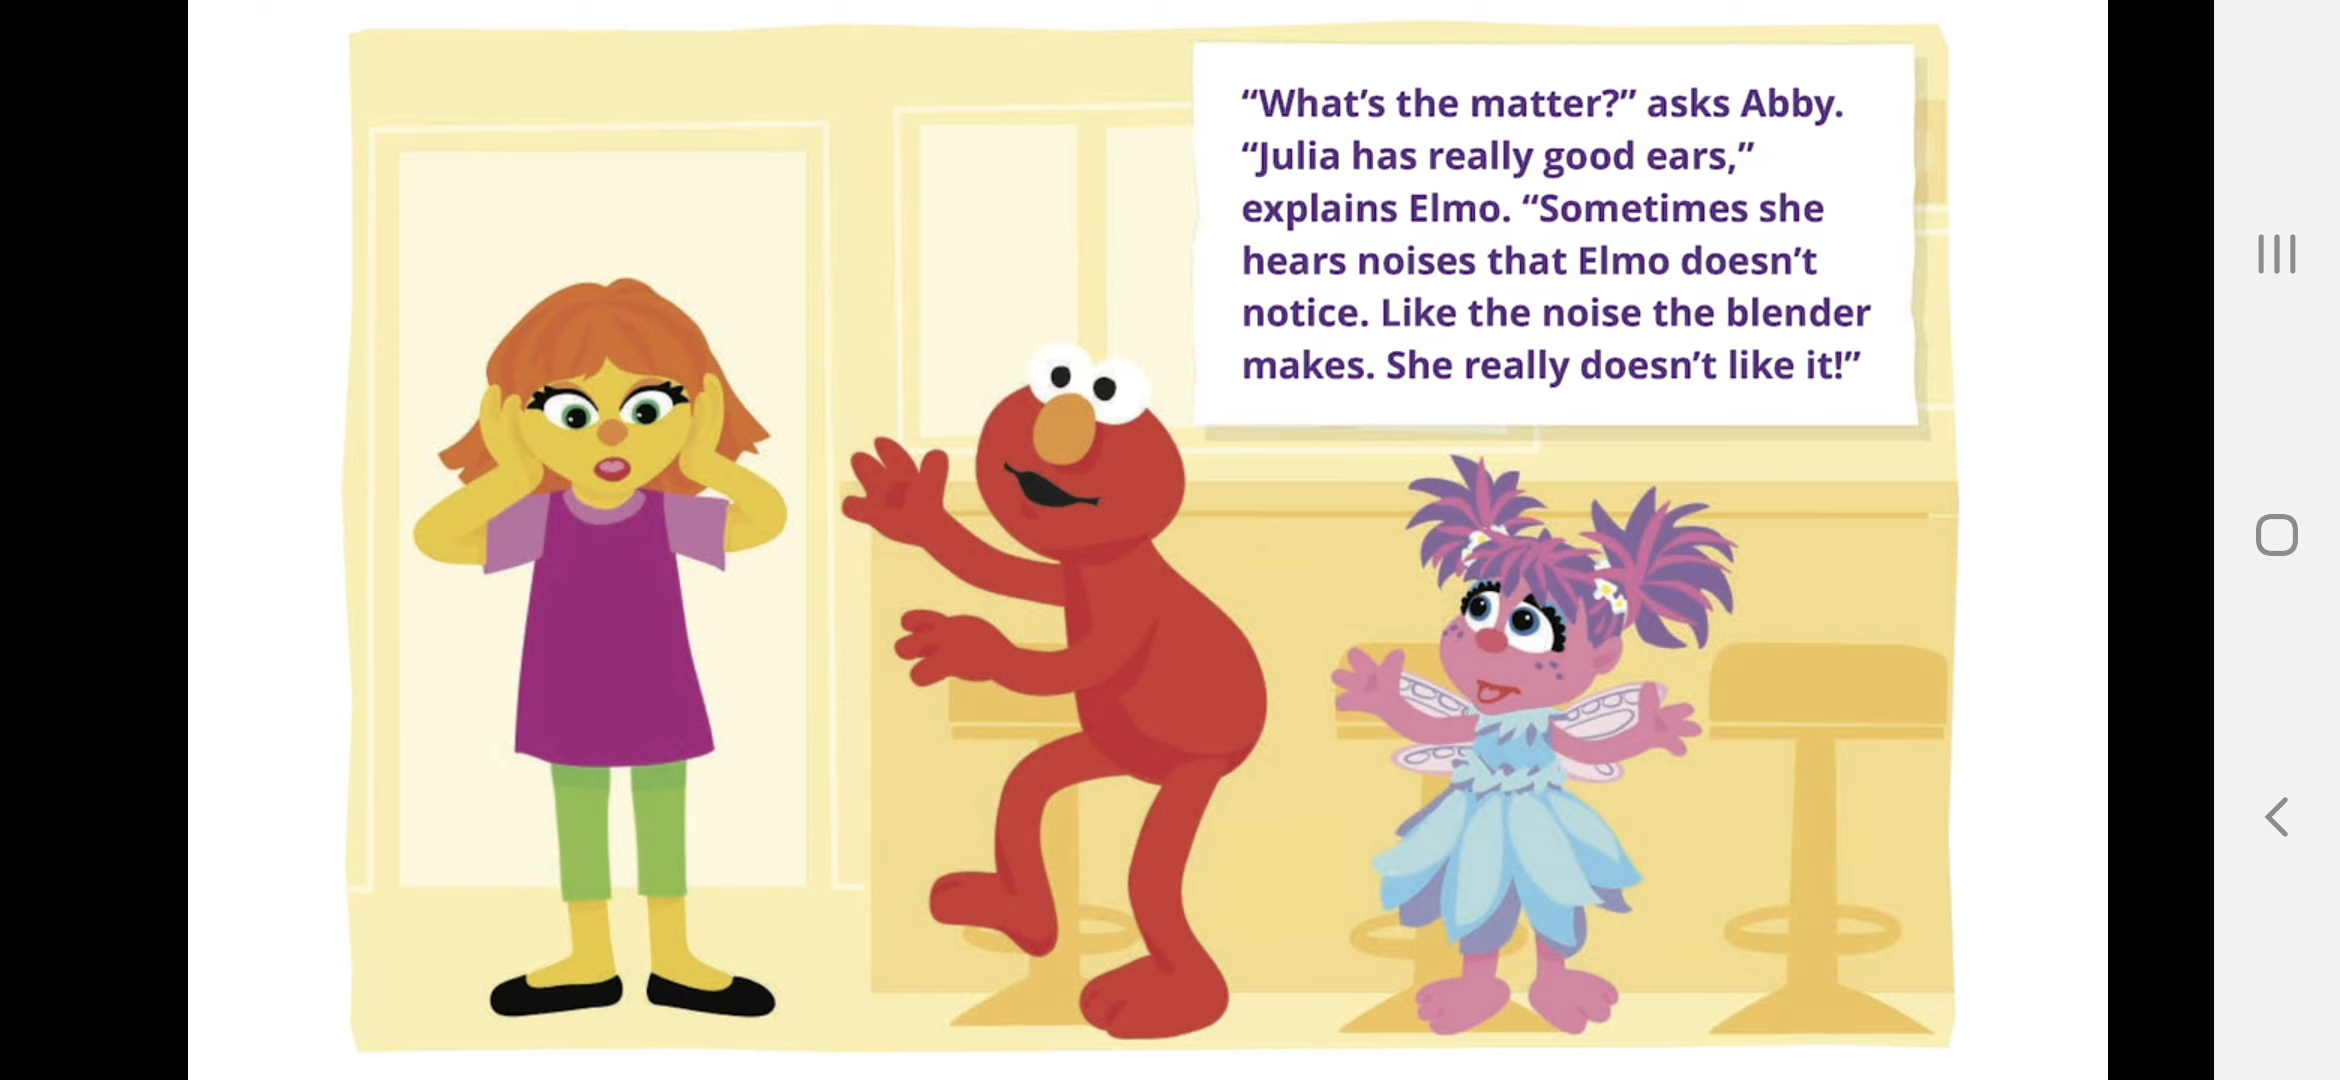 “What’s the matter?” asks Abby.
“Julia has really good ears,”
explains Elmo. “Sometimes she
hears noises that Elmo doesn’t
notice. Like the noise the blender
makes. She really doesn’t like it!”